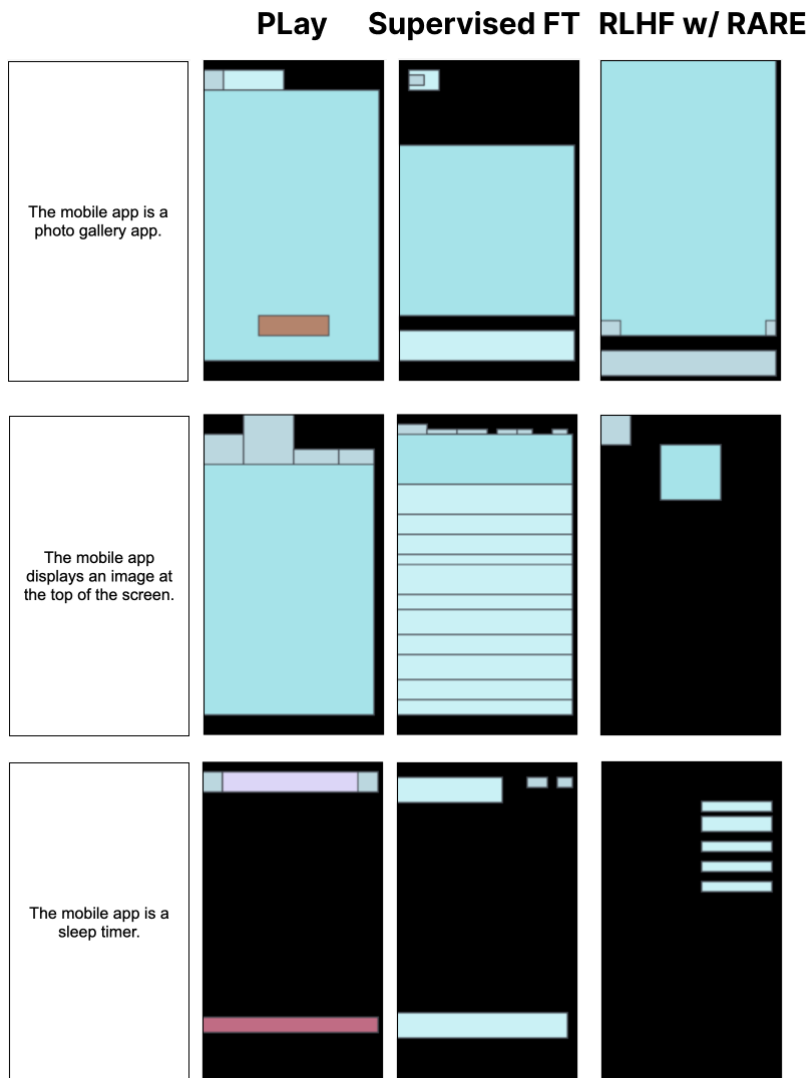 PLay Supervised FT RLHF w/ RARE
The mobile app is a
photo gallery app.
The mobile app
displays an image at
the top of the screen.
The mobile app is a
sleep timer.